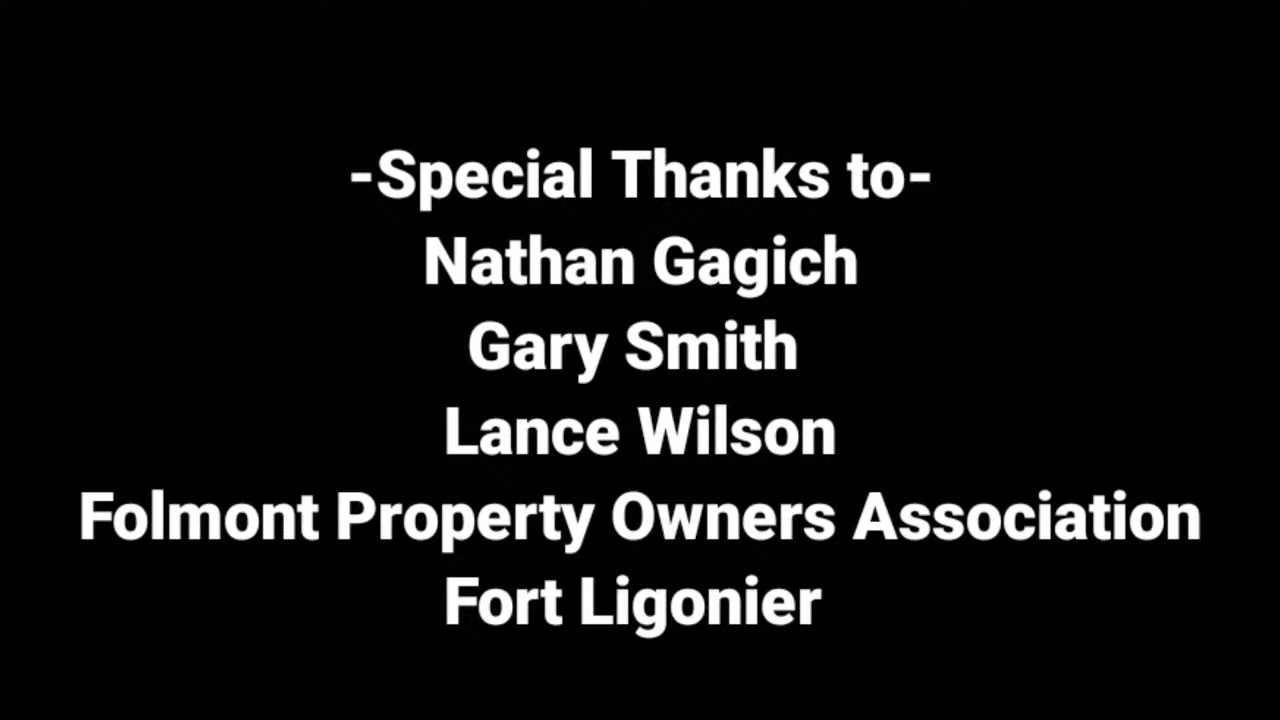 -Special Thanks to-
Nathan Gagich
Gary Smith
Lance Wilson
Folmont Property Owners Association
Fort Ligonier